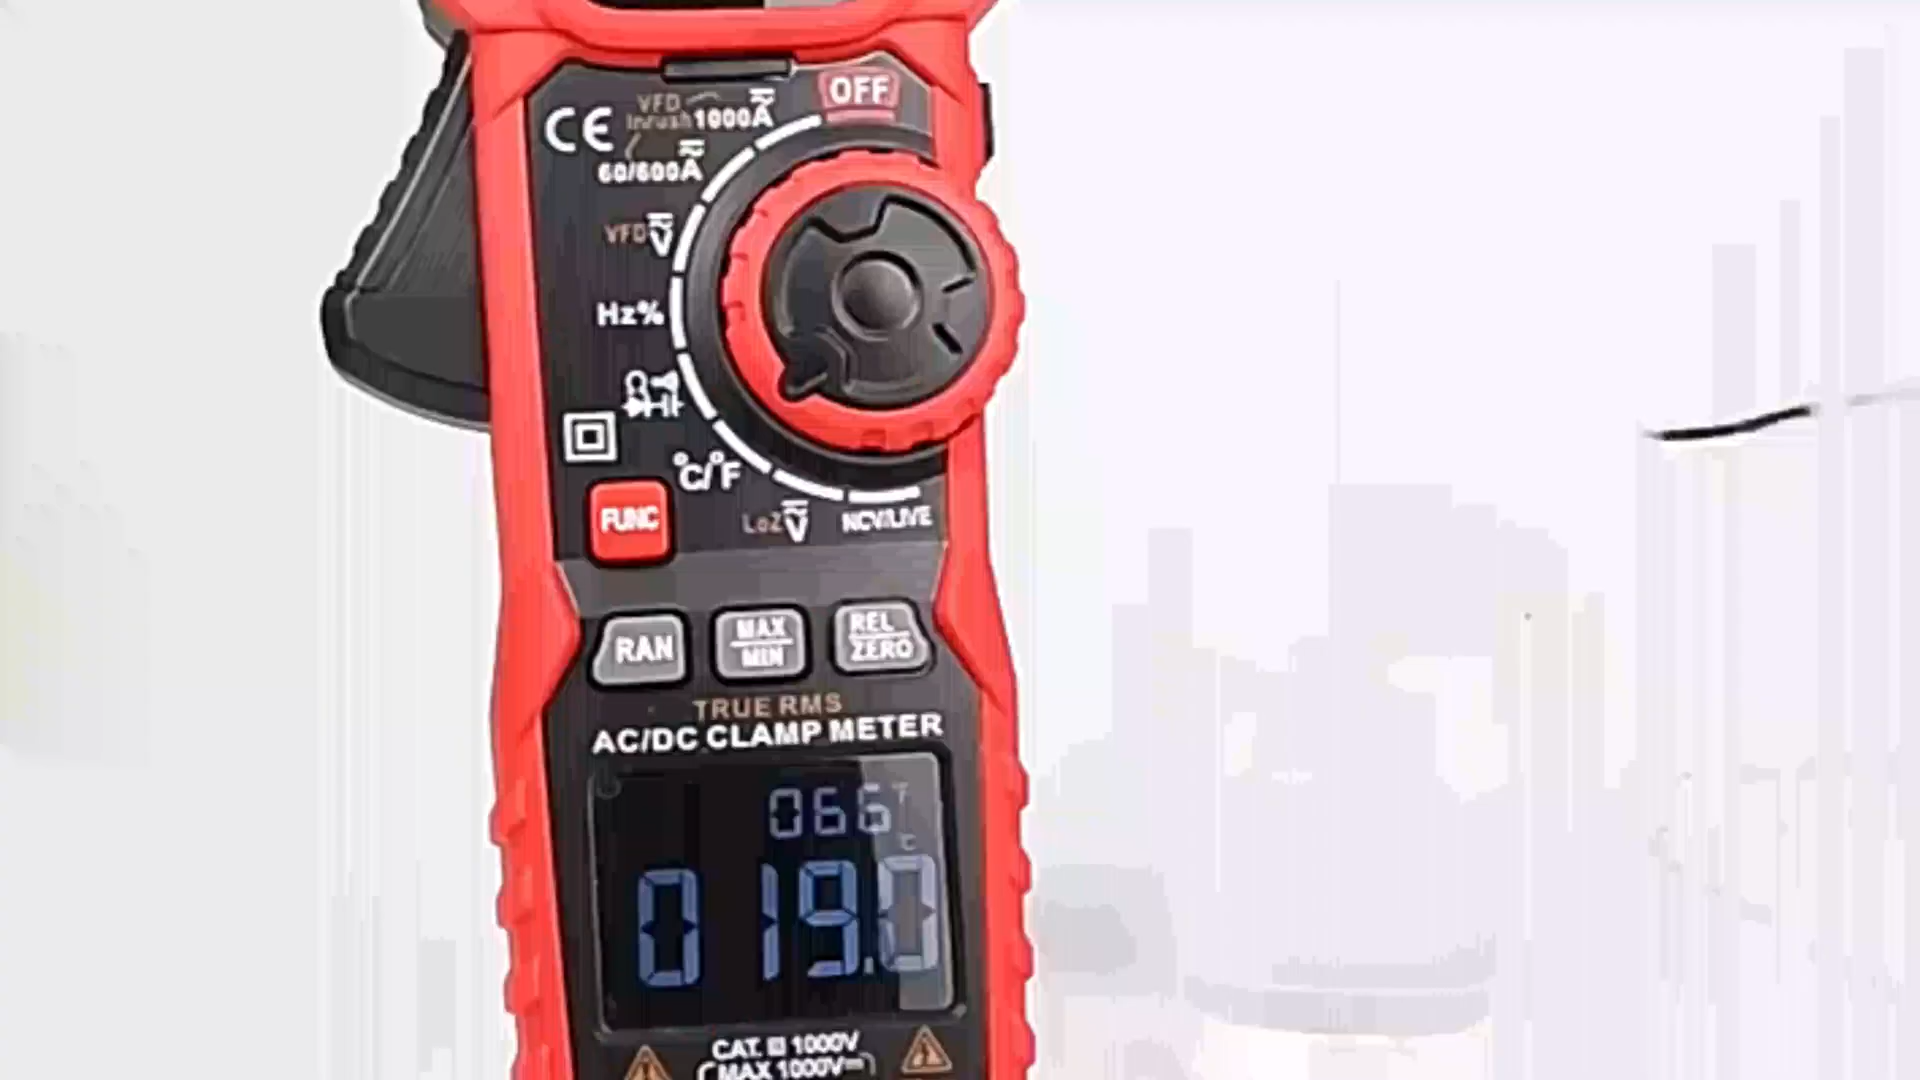 OFF
VFD
Inrush 1000A
CE
60/600A
VFD V
Hz%
°C/°F
FUNC
LoZ V
NCV/LIVE
RAN
MAX
MIN
REL
ZERO
TRUE RMS
AC/DC CLAMP METER
066
°C
019.0
CAT. III 1000V
MAX 1000V